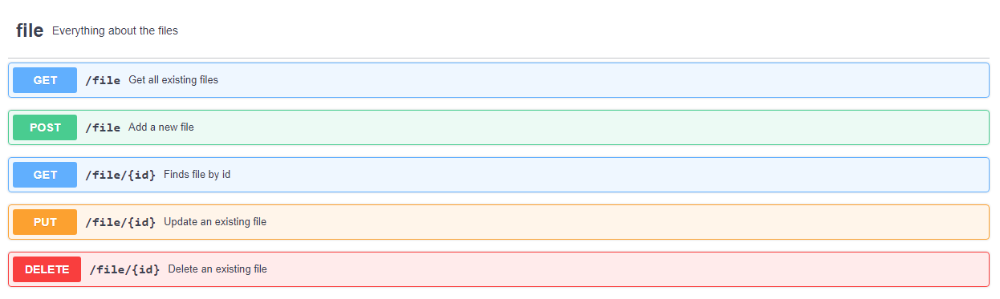 file Everything about the files
GET /file Get all existing files
POST /file Add a new file
GET /file/{id} Finds file by id
PUT /file/{id} Update an existing file
DELETE /file/{id} Delete an existing file